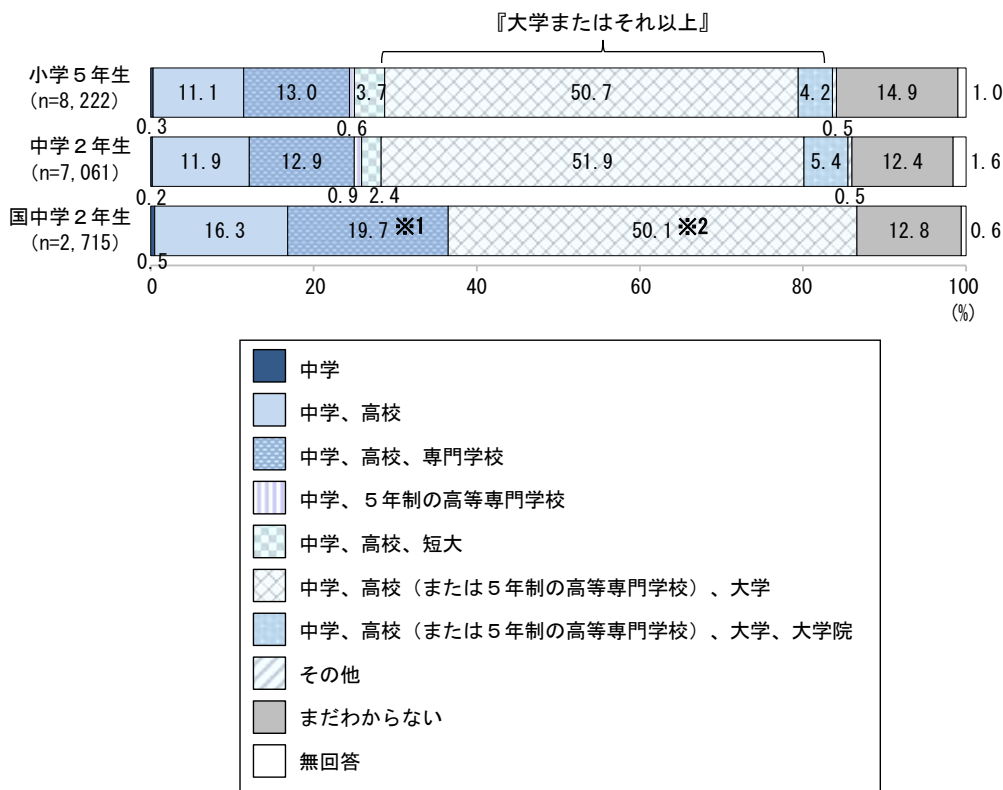 『大学またはそれ以上』
小学５年生
(n=8,222)
11.1 13.0 3.7 50.7 4.2 14.9 1.0
0.3 0.6 0.5
中学２年生
(n=7,061)
11.9 12.9 51.9 5.4 12.4 1.6
0.2 0.9 2.4 0.5
国中学２年生
(n=2,715)
16.3 19.7 ※1 50.1 ※2 12.8 0.6
0.5
0 20 40 60 80 100
(%)
中学
中学、高校
中学、高校、専門学校
中学、５年制の高等専門学校
中学、高校、短大
中学、高校（または５年制の高等専門学校）、大学
中学、高校（または５年制の高等専門学校）、大学、大学院
その他
まだわからない
無回答